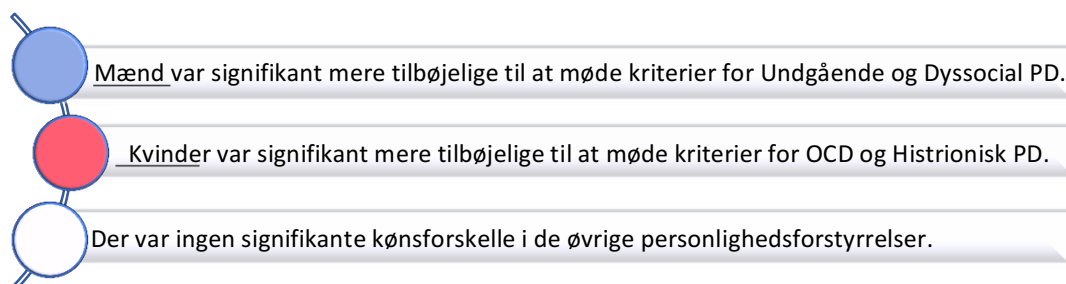 Mænd var signifikant mere tilbøjelige til at møde kriterier for Undgående og Dyssocial PD.
Kvinder var signifikant mere tilbøjelige til at møde kriterier for OCD og Histrionisk PD.
Der var ingen signifikante kønsforskelle i de øvrige personlighedsforstyrrelser.